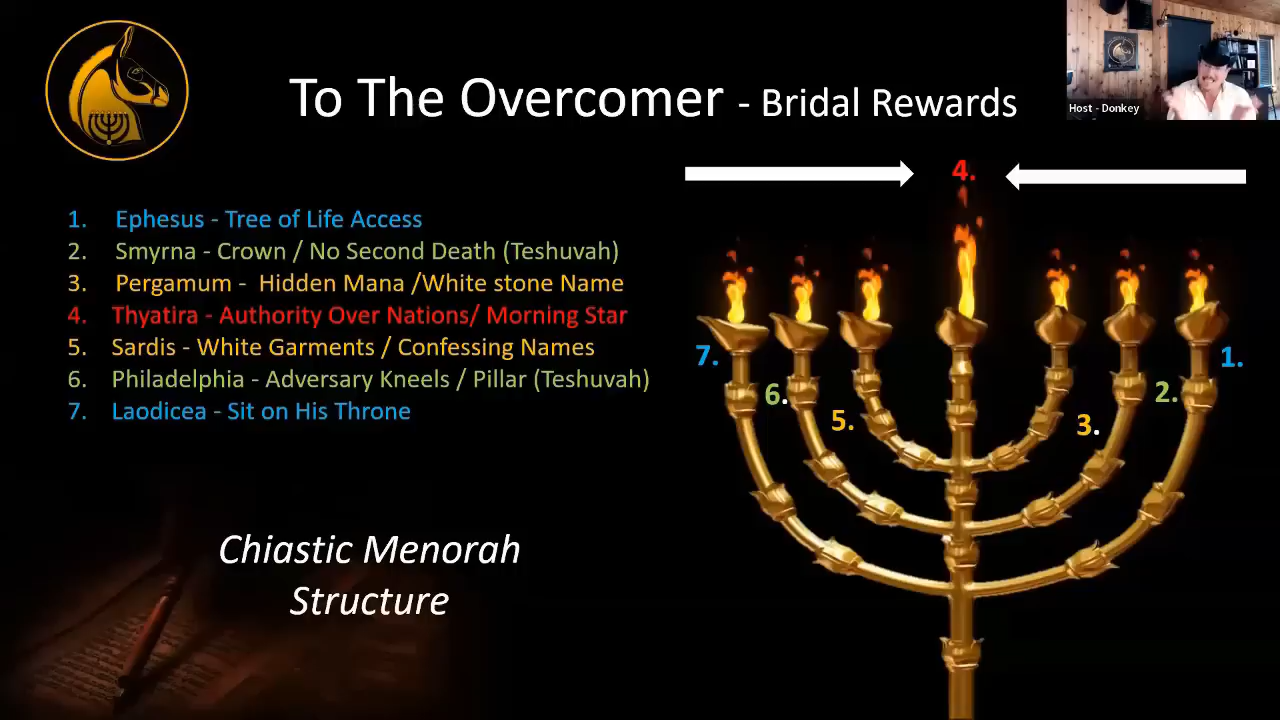 To The Overcomer - Bridal Rewards
Host - Donkey
4.
1. Ephesus - Tree of Life Access
2. Smyrna - Crown / No Second Death (Teshuvah)
3. Pergamum - Hidden Mana /White stone Name
4. Thyatira - Authority Over Nations/ Morning Star
5. Sardis - White Garments / Confessing Names
6. Philadelphia - Adversary Kneels / Pillar (Teshuvah)
7. Laodicea - Sit on His Throne
7.
1.
6.
2.
5.
3.
Chiastic Menorah
Structure